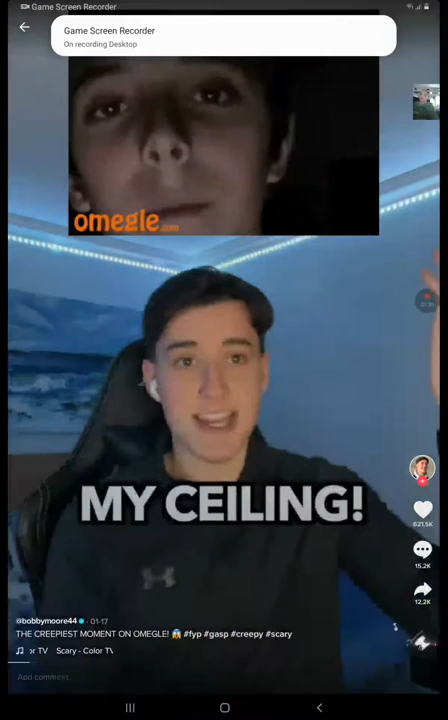 Game Screen Recorder
Game Screen Recorder
On recording Desktop
omegle.com
MY CEILING!
621.5K
15.2K
12.2K
@bobbymoore44 · 01-17
THE CREEPIEST MOMENT ON OMEGLE! 😱 #fyp #gasp #creepy #scary
or TV Scary - Color TV
Add comment...